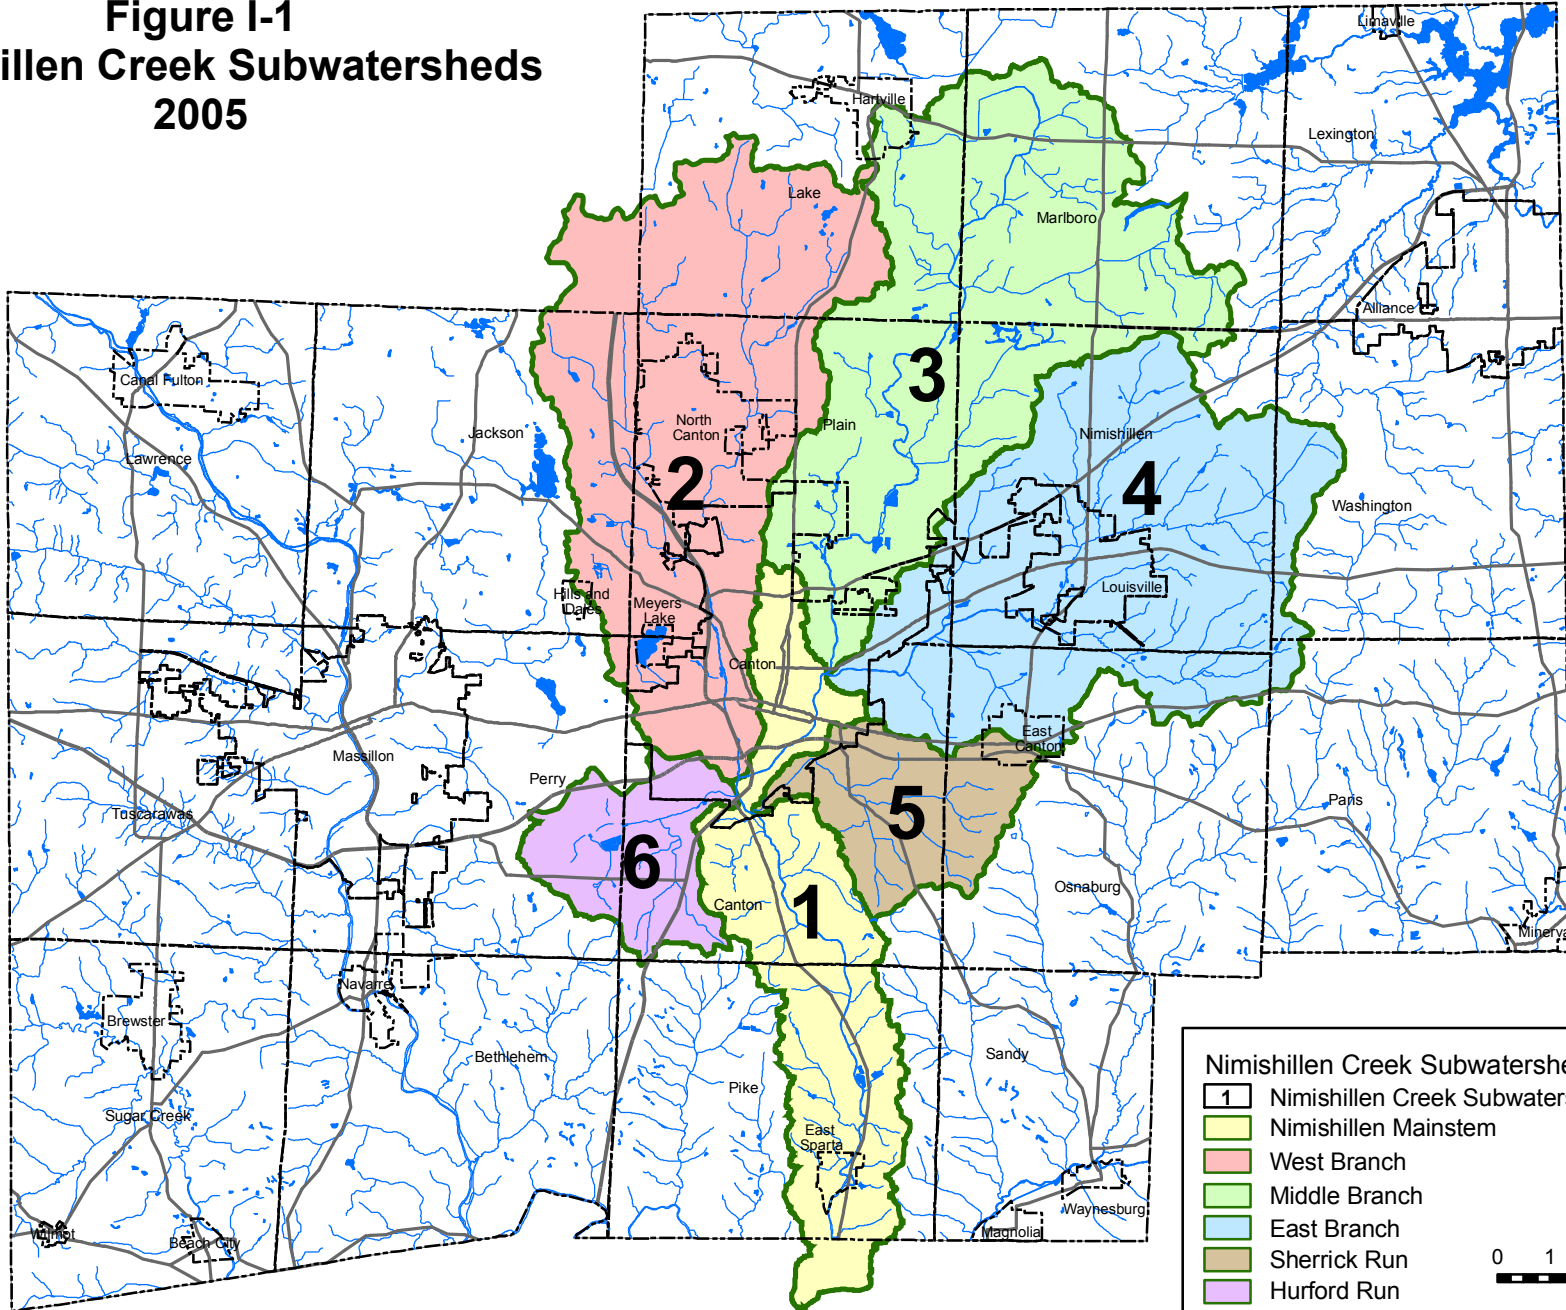 Figure I-1
illen Creek Subwatersheds
2005
Limaville
Hartville
Lexington
Lake
Marlboro
Alliance
Canal Fulton
3
Jackson
North
Canton
Plain
Nimishillen
Lawrence
2
4
Washington
Hills and
Dales
Meyers
Lake
Louisville
Canton
East
Canton
Massillon
Perry
Tuscarawas
Paris
5
6
Osnaburg
Canton
1
Minerva
Navarre
Brewster
Bethlehem
Sandy
Pike
Sugar Creek
East
Sparta
Waynesburg
Magnolia
Wilmot
Beach City
Nimishillen Creek Subwatershe
1 Nimishillen Creek Subwaters
Nimishillen Mainstem
West Branch
Middle Branch
East Branch
Sherrick Run
Hurford Run
0 1